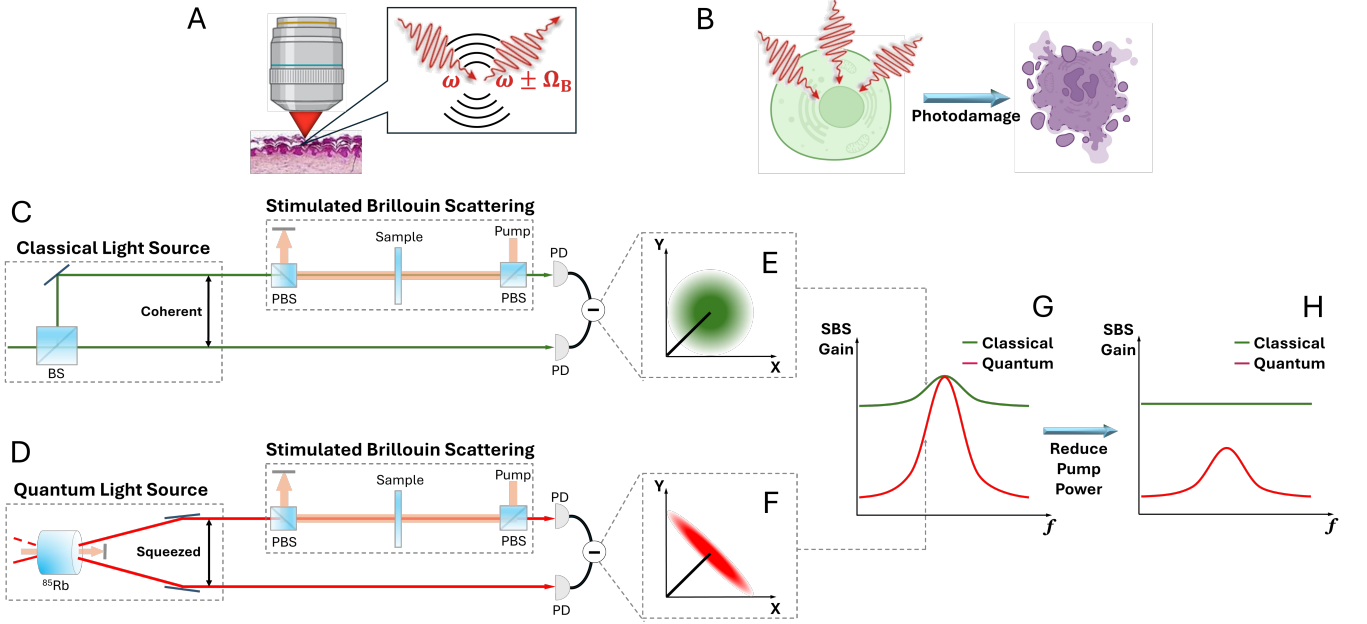 A
ω
ω ± Ω_B
B
Photodamage
C
Classical Light Source
Coherent
BS
Stimulated Brillouin Scattering
Sample
Pump
PBS
PBS
PD
PD
−
Y
X
E
D
Quantum Light Source
Squeezed
⁸⁵Rb
Stimulated Brillouin Scattering
Sample
Pump
PBS
PBS
PD
PD
−
Y
X
F
G
SBS
Gain
Classical
Quantum
f
Reduce
Pump
Power
H
SBS
Gain
Classical
Quantum
f